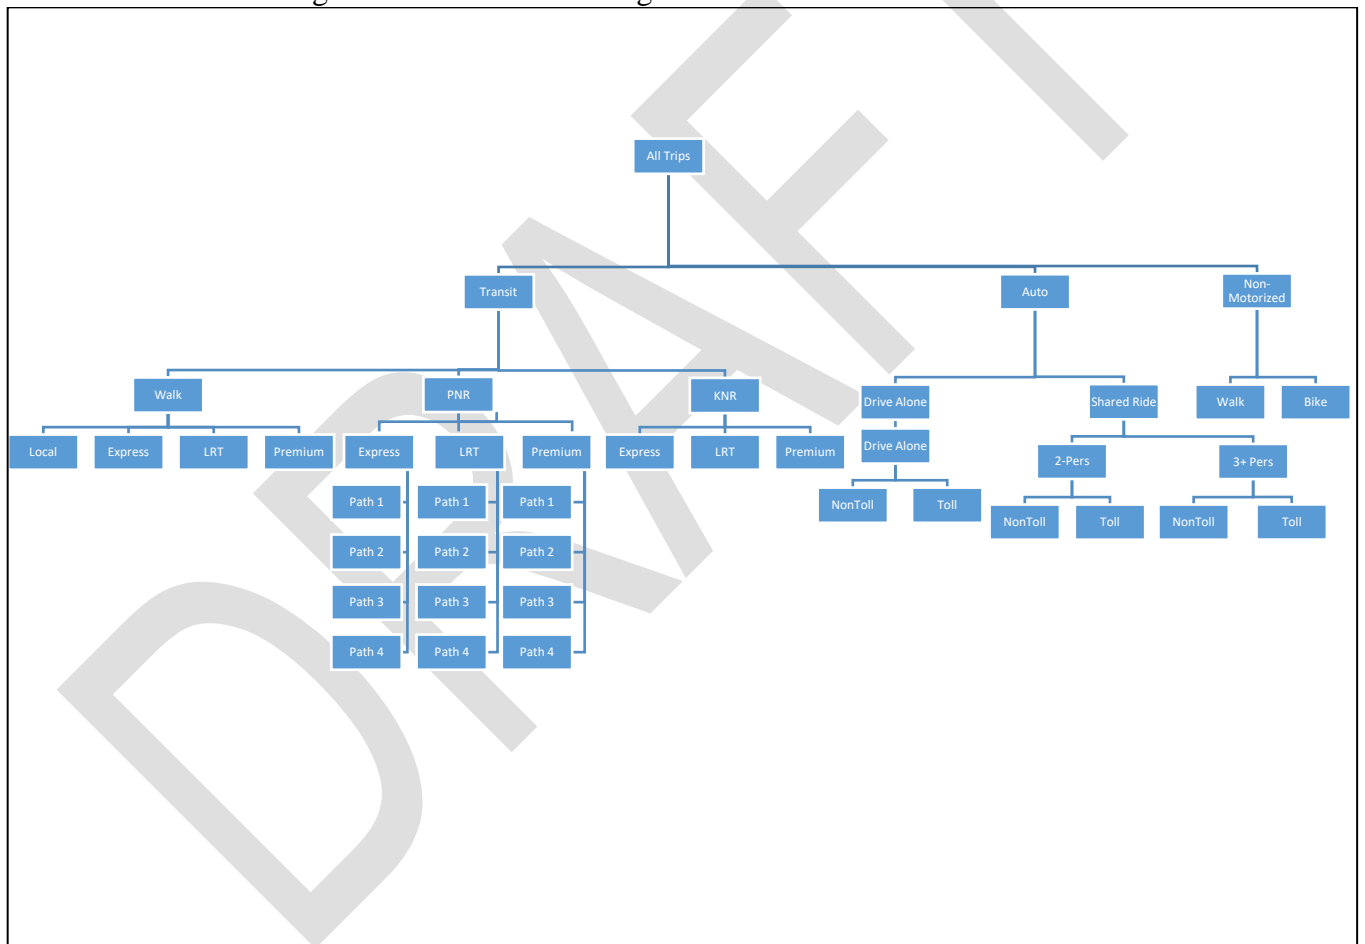 All Trips
Transit
Auto
Non-
Motorized
Walk
PNR
KNR
Drive Alone
Shared Ride
Walk
Bike
Local
Express
LRT
Premium
Express
LRT
Premium
Express
LRT
Premium
Drive Alone
2-Pers
3+ Pers
Path 1
Path 1
Path 1
NonToll
Toll
NonToll
Toll
NonToll
Toll
Path 2
Path 2
Path 2
Path 3
Path 3
Path 3
Path 4
Path 4
Path 4
DRAFT